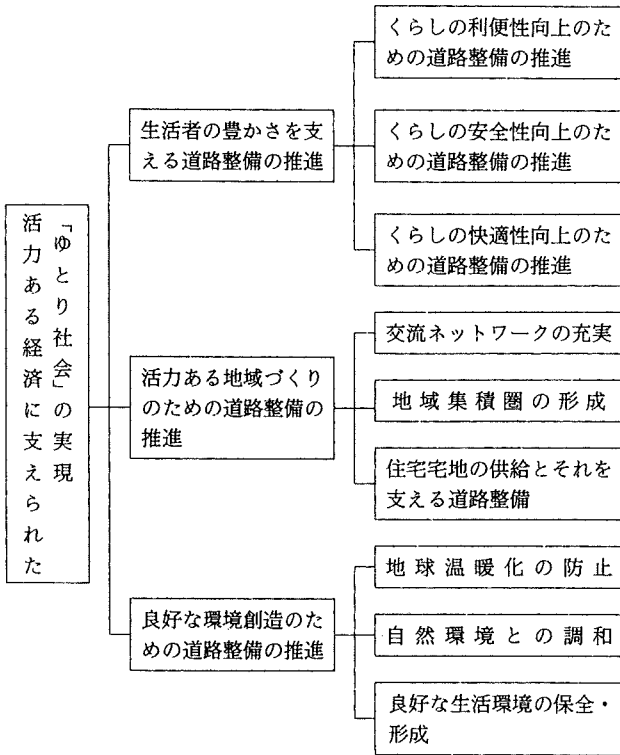 活力ある経済に支えられた
「ゆとり社会」の実現
生活者の豊かさを支
える道路整備の推進
くらしの利便性向上のた
めの道路整備の推進
くらしの安全性向上のた
めの道路整備の推進
くらしの快適性向上のた
めの道路整備の推進
活力ある地域づくり
のための道路整備の
推進
交流ネットワークの充実
地域集積圏の形成
住宅宅地の供給とそれを
支える道路整備
良好な環境創造のた
めの道路整備の推進
地球温暖化の防止
自然環境との調和
良好な生活環境の保全・
形成